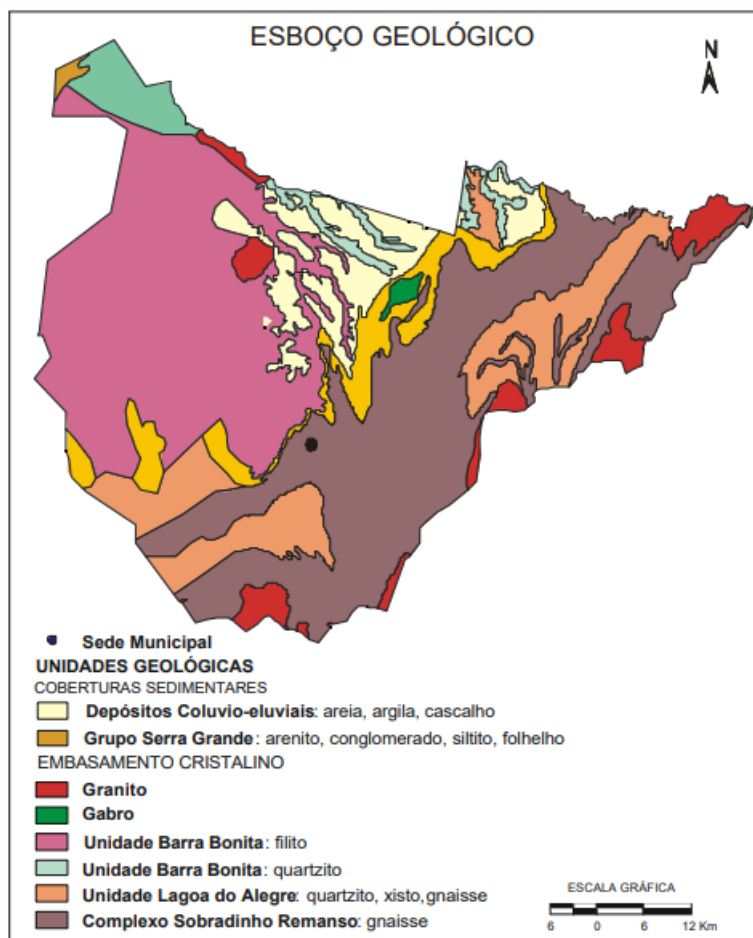 ESBOÇO GEOLÓGICO
N
Sede Municipal
UNIDADES GEOLÓGICAS
COBERTURAS SEDIMENTARES
Depósitos Coluvio-eluviais: areia, argila, cascalho
Grupo Serra Grande: arenito, conglomerado, siltito, folhelho
EMBASAMENTO CRISTALINO
Granito
Gabro
Unidade Barra Bonita: filito
Unidade Barra Bonita: quartzito
Unidade Lagoa do Alegre: quartzito, xisto,gnaisse
Complexo Sobradinho Remanso: gnaisse
ESCALA GRÁFICA
6 0 6 12 Km